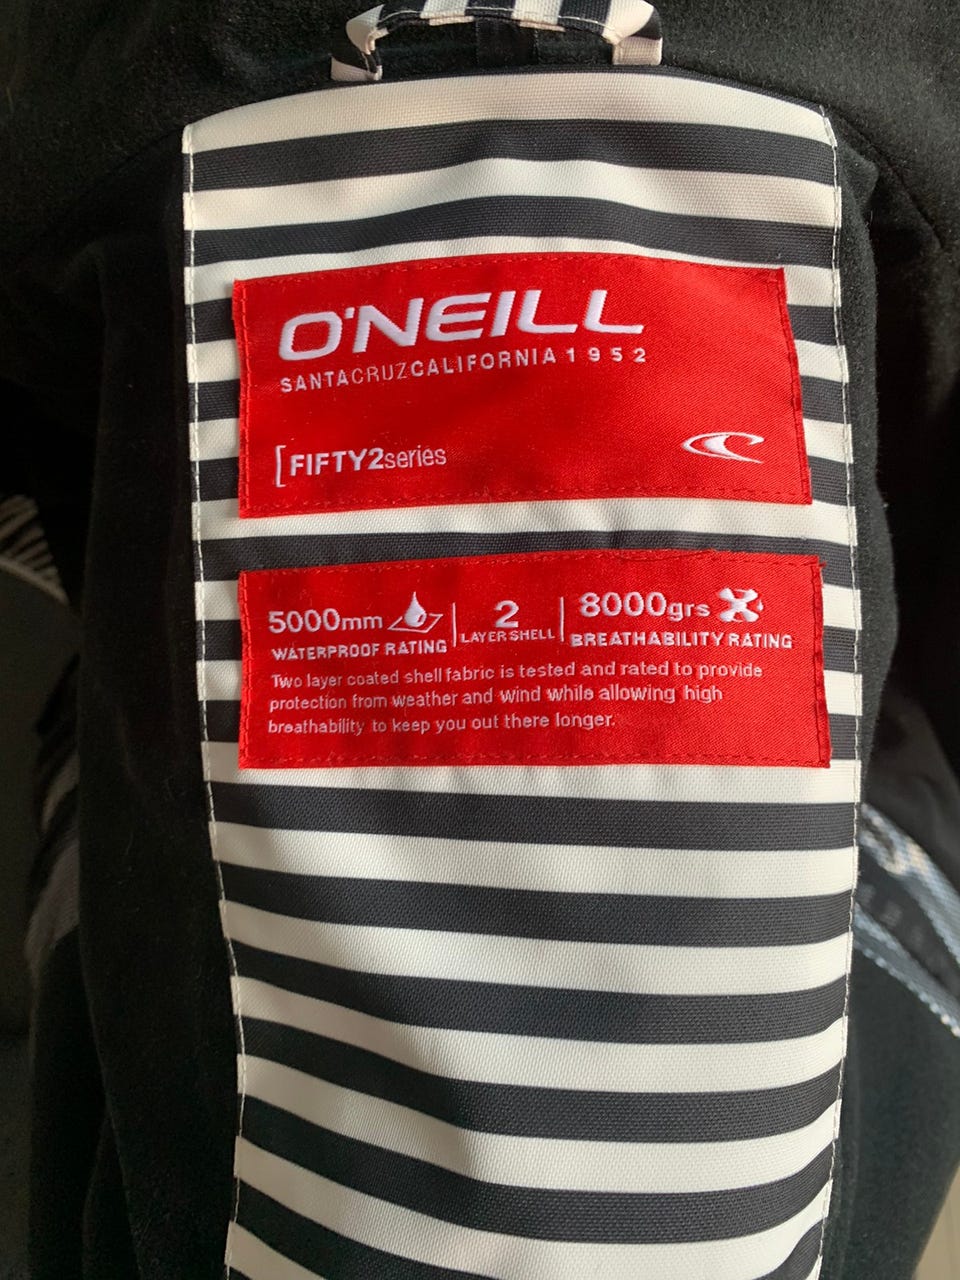 O'NEILL
SANTACRUZCALIFORNIA1952
[FIFTY2series
5000mm | 2 | 8000grs
WATERPROOF RATING LAYER SHELL BREATHABILITY RATING
Two layer coated shell fabric is tested and rated to provide
protection from weather and wind while allowing high
breathability to keep you out there longer.